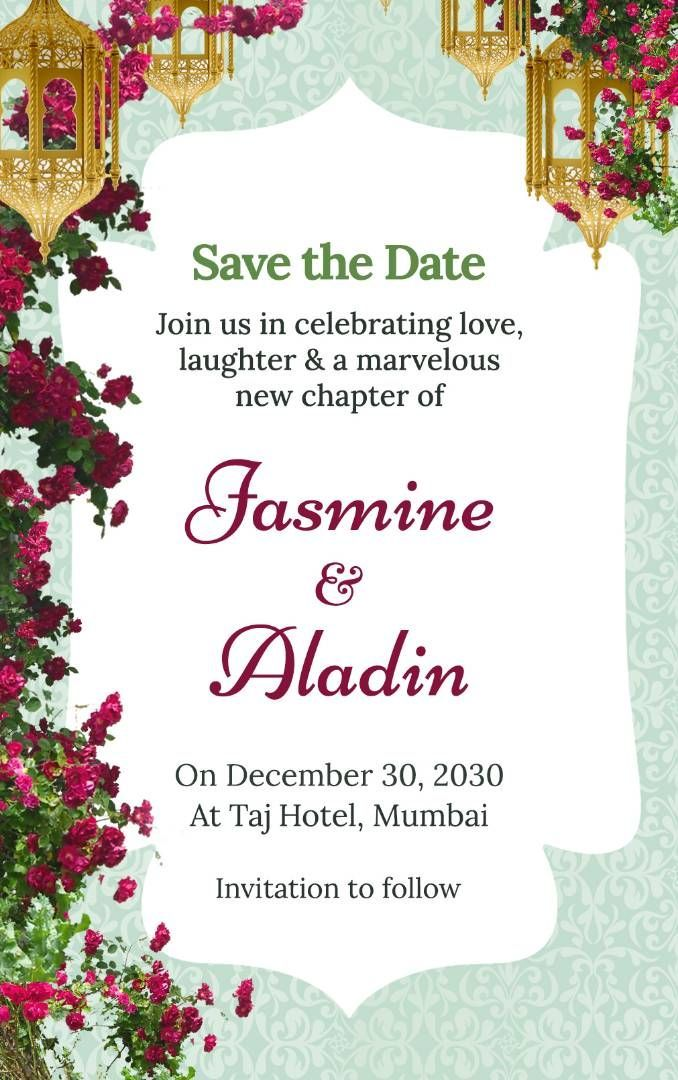 Save the Date
Join us in celebrating love,
laughter & a marvelous
new chapter of
Jasmine
&
Aladin
On December 30, 2030
At Taj Hotel, Mumbai
Invitation to follow